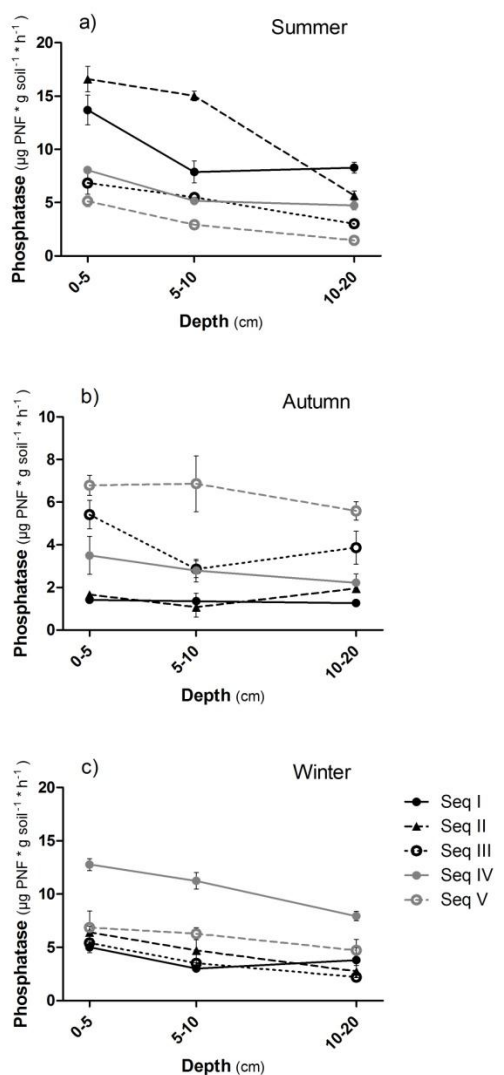 a) Summer
Phosphatase (µg PNF * g soil⁻¹ * h⁻¹ )
20
15
10
5
0
0-5
5-10
10-20
Depth (cm)
b) Autumn
Phosphatase (µg PNF * g soil⁻¹ * h⁻¹ )
10
8
6
4
2
0
0-5
5-10
10-20
Depth (cm)
c) Winter
Phosphatase (µg PNF * g soil⁻¹ * h⁻¹ )
20
15
10
5
0
0-5
5-10
10-20
Depth (cm)
Seq I
Seq II
Seq III
Seq IV
Seq V